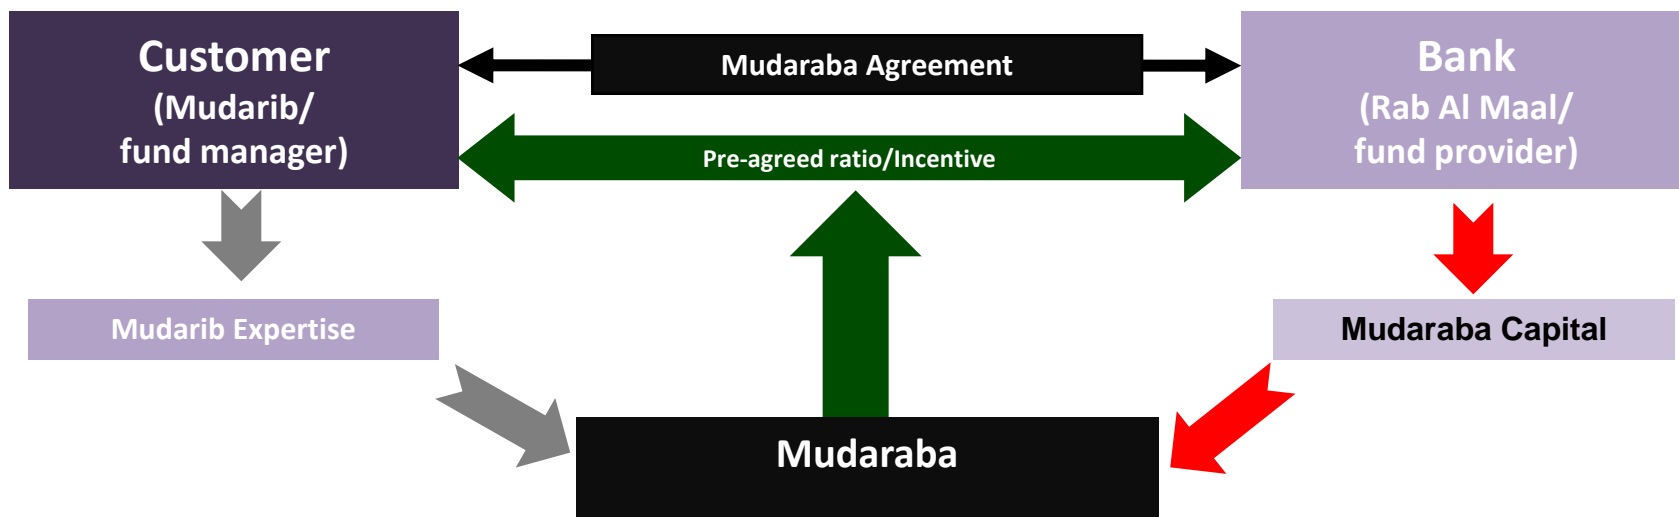 Customer
(Mudarib/
fund manager)
Mudaraba Agreement
Bank
(Rab Al Maal/
fund provider)
Pre-agreed ratio/Incentive
Mudarib Expertise
Mudaraba Capital
Mudaraba